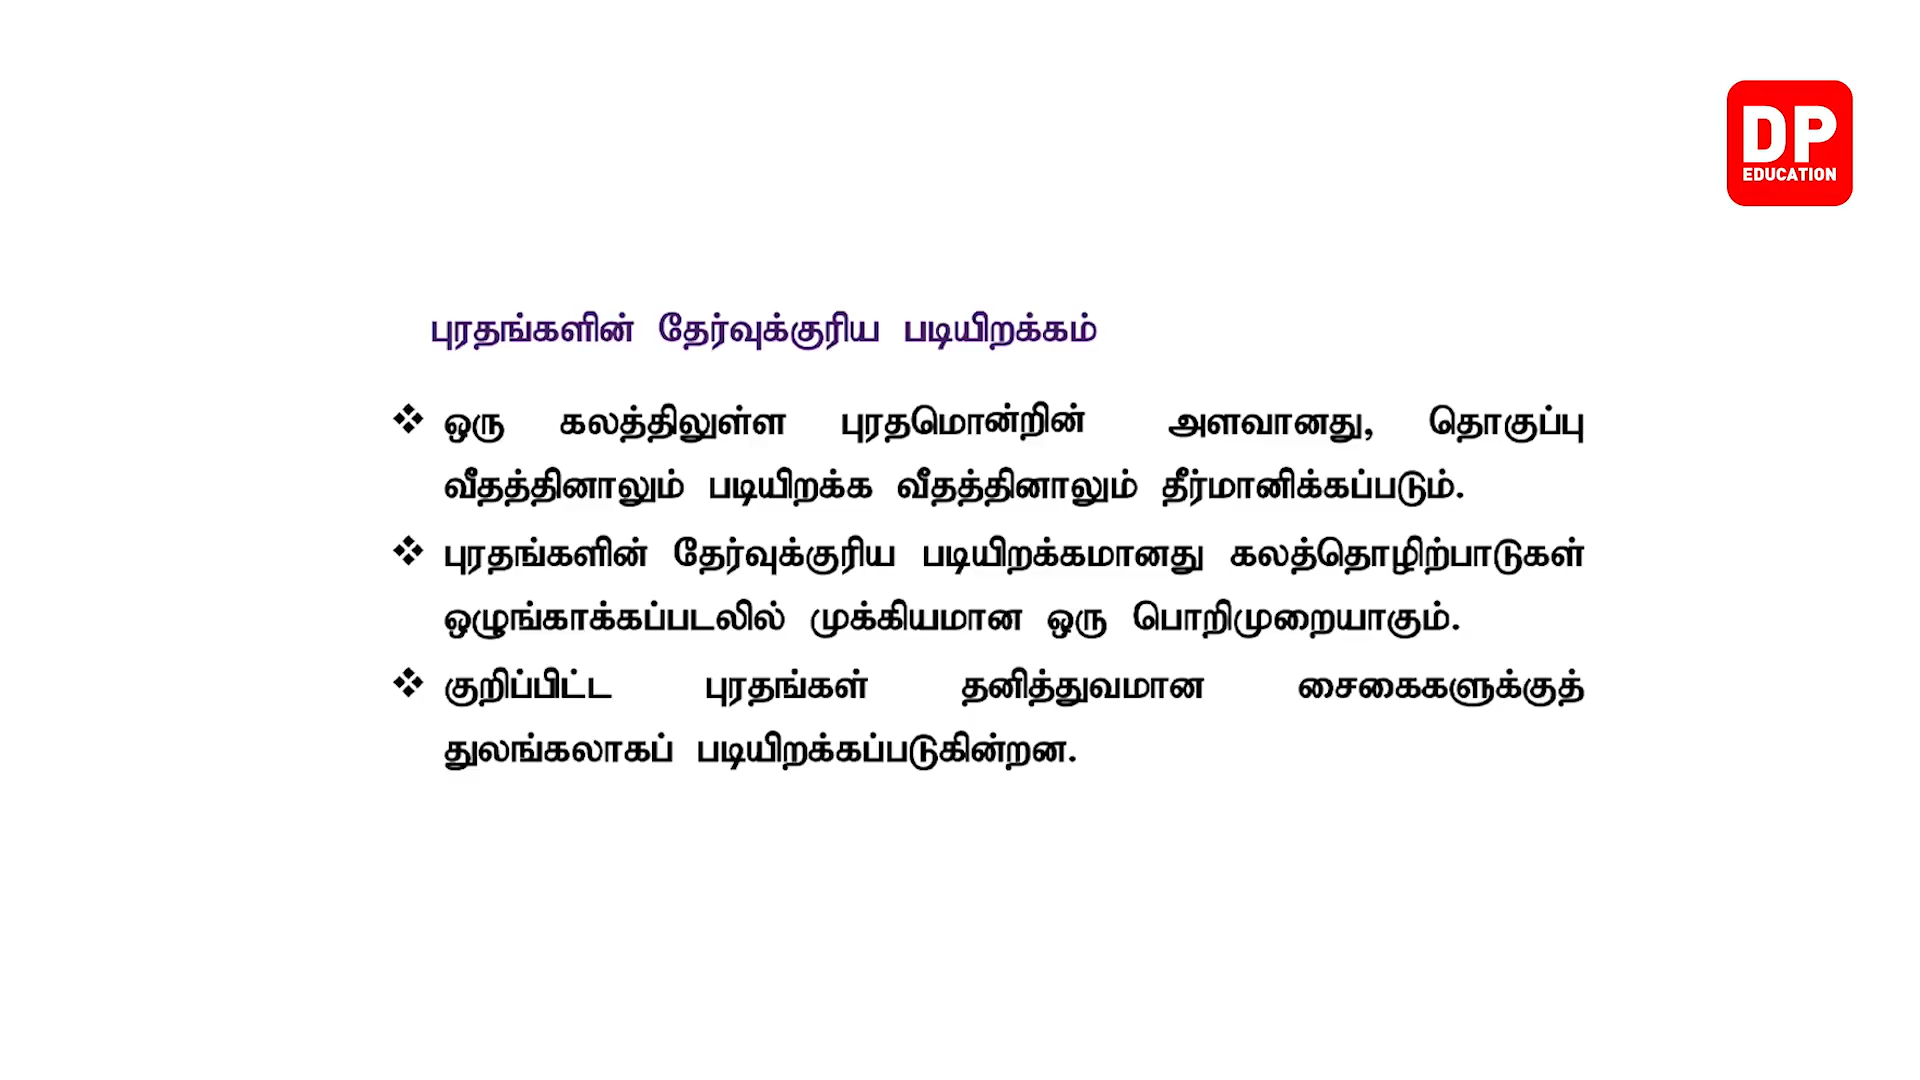 DP
EDUCATION
புரதங்களின் தேர்வுக்குரிய படியிறக்கம்
❖ ஒரு கலத்திலுள்ள புரதமொன்றின் அளவானது, தொகுப்பு
வீதத்தினாலும் படியிறக்க வீதத்தினாலும் தீர்மானிக்கப்படும்.
❖ புரதங்களின் தேர்வுக்குரிய படியிறக்கமானது கலத்தொழிற்பாடுகள்
ஒழுங்காக்கப்படலில் முக்கியமான ஒரு பொறிமுறையாகும்.
❖ குறிப்பிட்ட புரதங்கள் தனித்துவமான சைகைகளுக்குத்
துலங்கலாகப் படியிறக்கப்படுகின்றன.